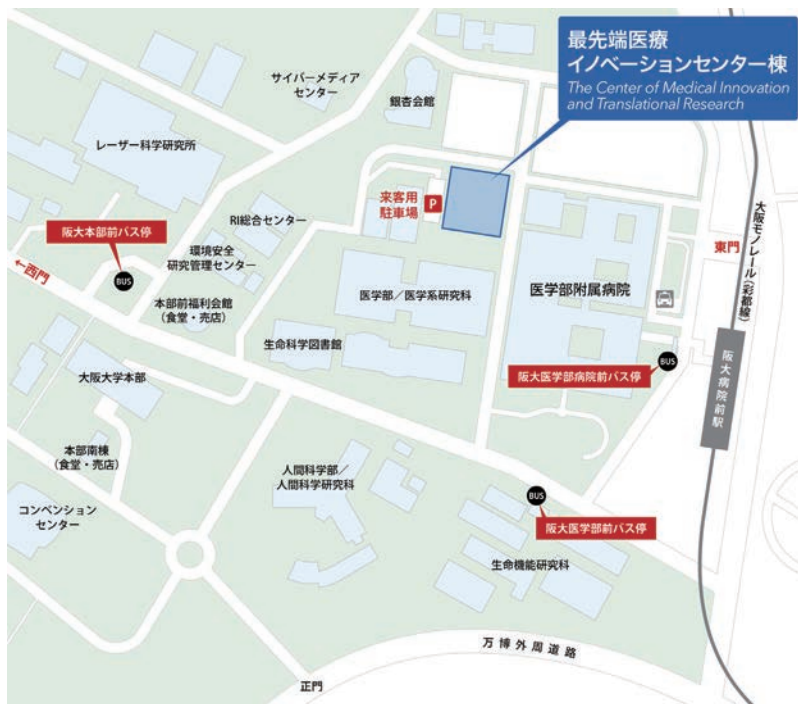 最先端医療
イノベーションセンター棟
The Center of Medical Innovation
and Translational Research
サイバーメディア
センター
銀杏会館
レーザー科学研究所
来客用
駐車場
P
RI総合センター
阪大本部前バス停
環境安全
研究管理センター
BUS
←西門
本部前福利会館
(食堂・売店)
医学部/医学系研究科
医学部附属病院
東門
大阪モノレール(彩都線)
生命科学図書館
大阪大学本部
阪大医学部病院前バス停
BUS
阪大病院前駅
本部南棟
(食堂・売店)
人間科学部/
人間科学研究科
コンベンション
センター
BUS
阪大医学部前バス停
生命機能研究科
万博外周道路
正門